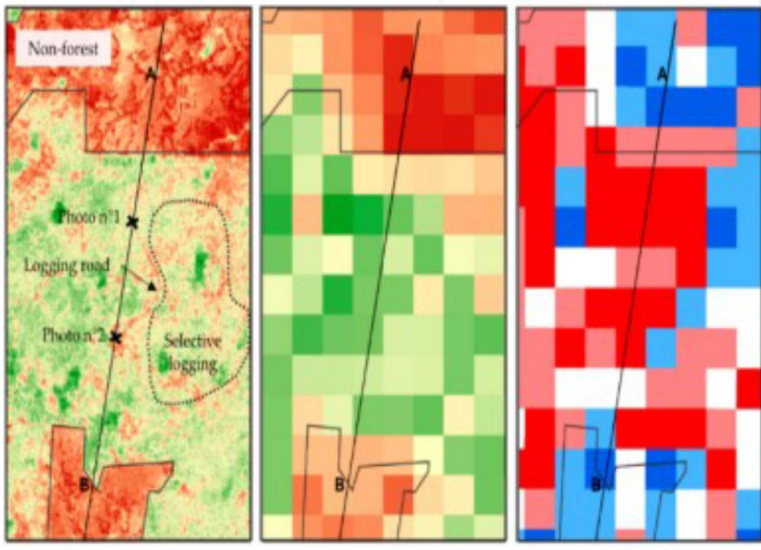 Non-forest
A
Photo n°1
Logging road
Photo n°2
Selective
logging
B
A
B
A
B